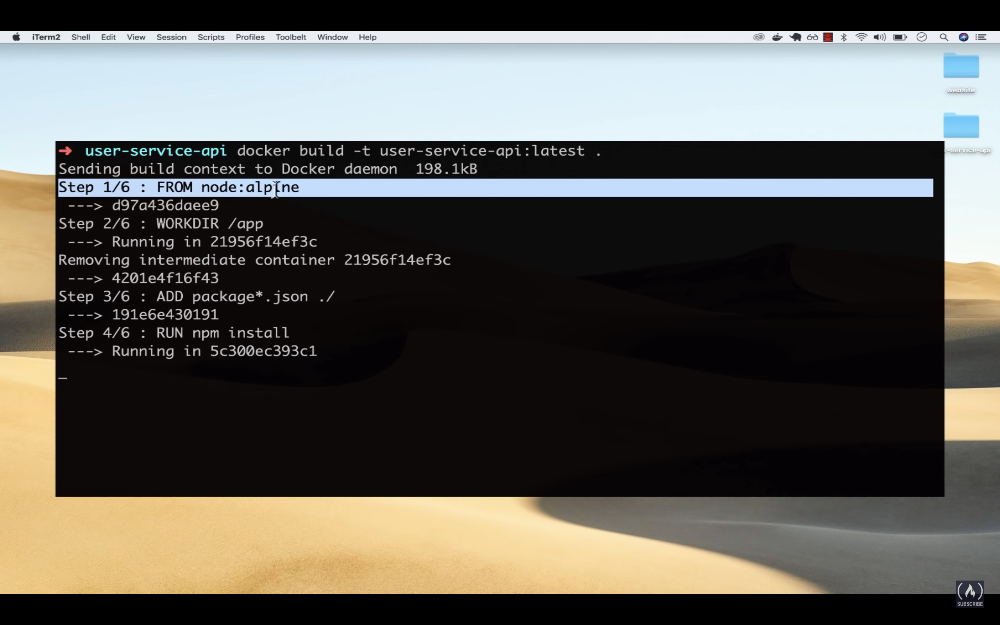 iTerm2 Shell Edit View Session Scripts Profiles Toolbelt Window Help
website
r-service-api
➜ user-service-api docker build -t user-service-api:latest .
Sending build context to Docker daemon  198.1kB
Step 1/6 : FROM node:alpine
 ---> d97a436daee9
Step 2/6 : WORKDIR /app
 ---> Running in 21956f14ef3c
Removing intermediate container 21956f14ef3c
 ---> 4201e4f16f43
Step 3/6 : ADD package*.json ./
 ---> 191e6e430191
Step 4/6 : RUN npm install
 ---> Running in 5c300ec393c1
SUBSCRIBE